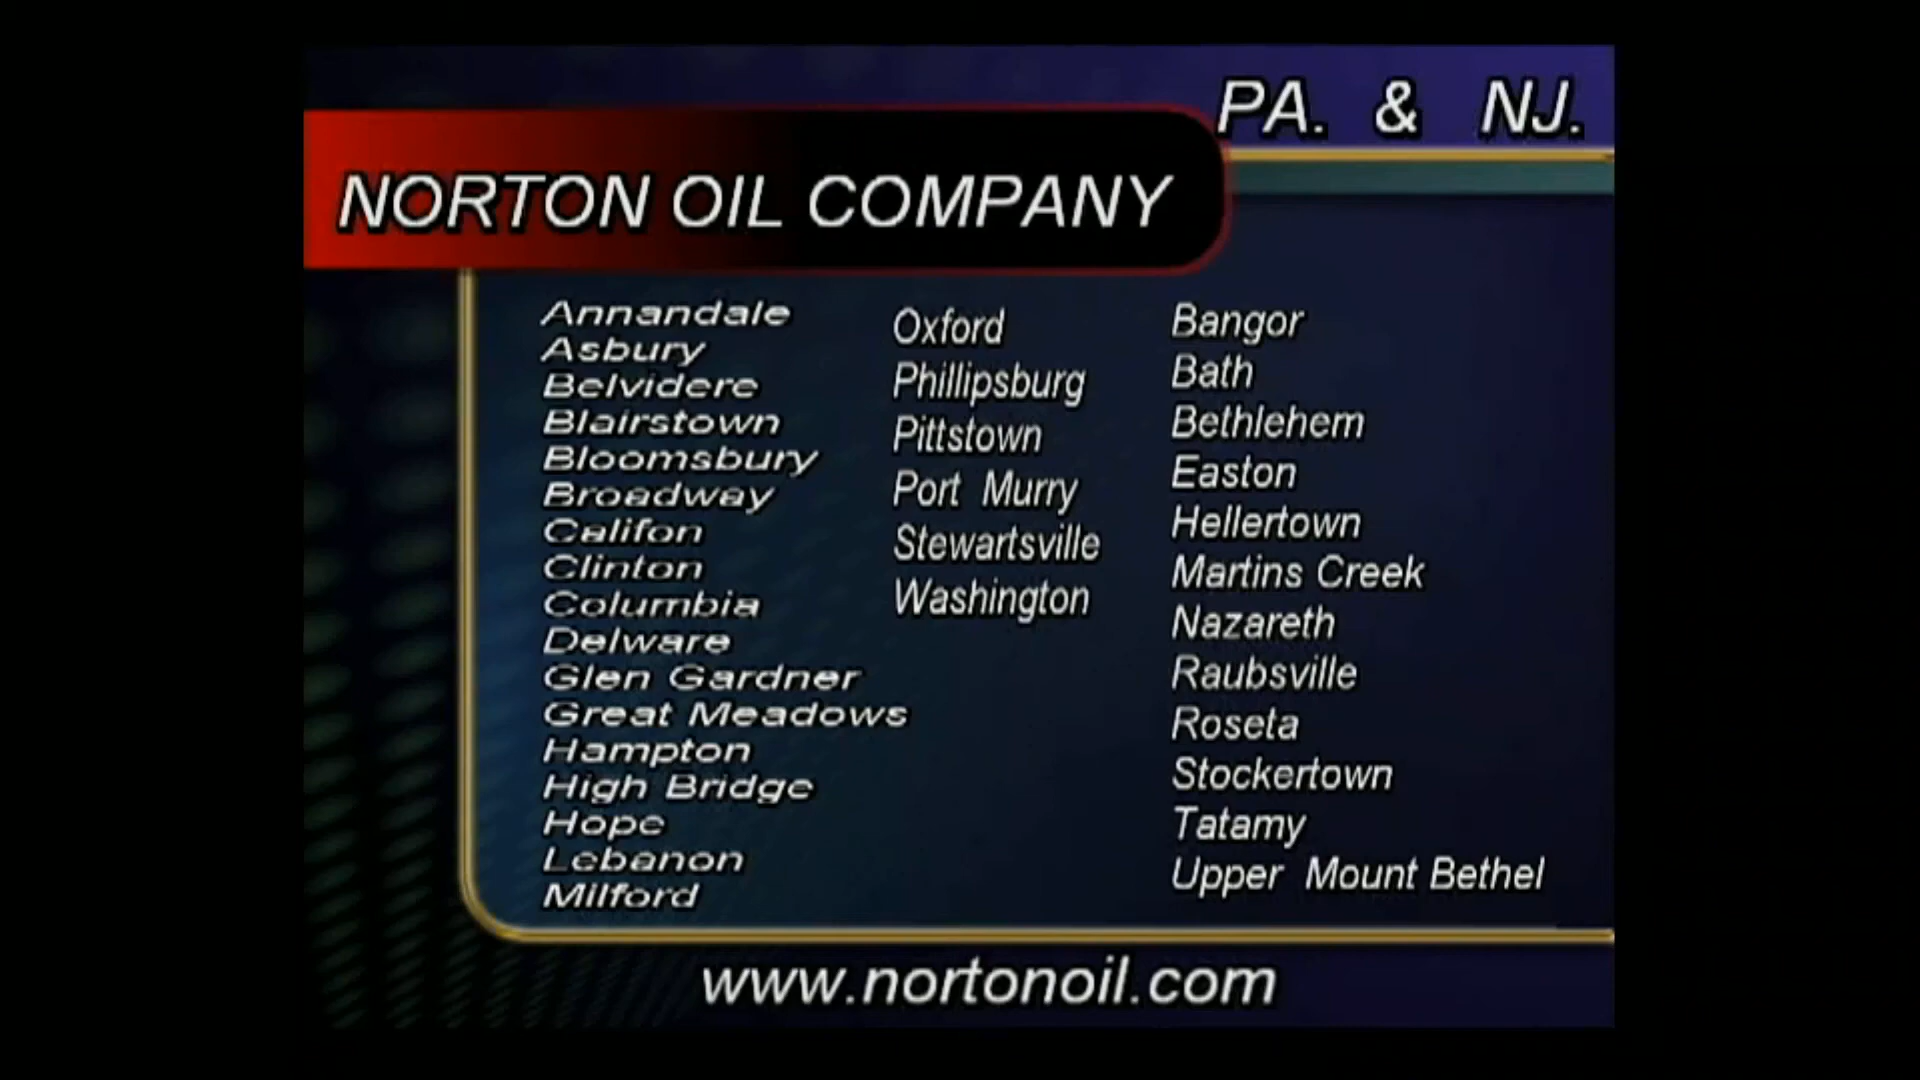 PA. & NJ.
NORTON OIL COMPANY
Annandale
Asbury
Belvidere
Blairstown
Bloomsbury
Broadway
Califon
Clinton
Columbia
Delware
Glen Gardner
Great Meadows
Hampton
High Bridge
Hope
Lebanon
Milford
Oxford
Phillipsburg
Pittstown
Port Murry
Stewartsville
Washington
Bangor
Bath
Bethlehem
Easton
Hellertown
Martins Creek
Nazareth
Raubsville
Roseta
Stockertown
Tatamy
Upper Mount Bethel
www.nortonoil.com